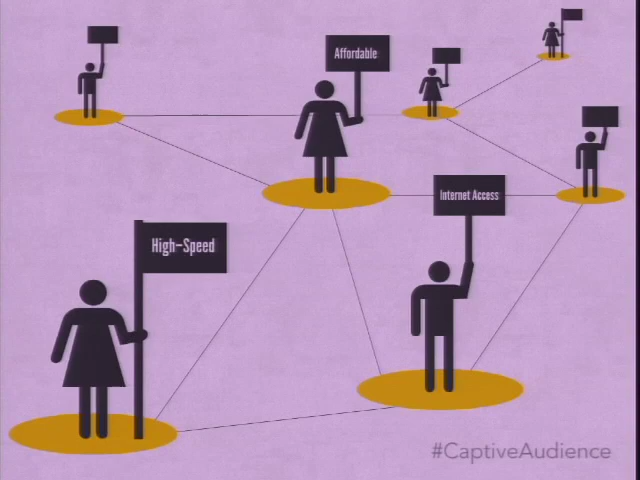 Affordable
Internet Access
High-Speed
#CaptiveAudience